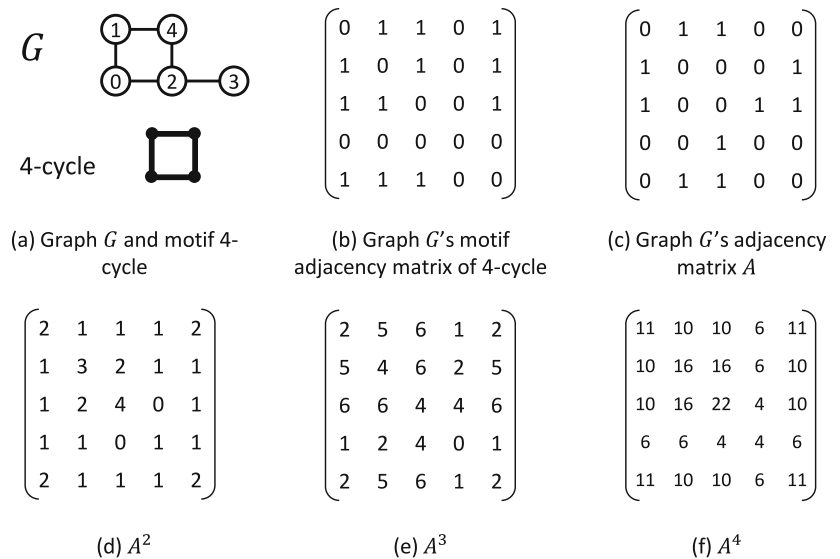 G
1 4
0 2 3
4-cycle
0 1 1 0 1
1 0 1 0 1
1 1 0 0 1
0 0 0 0 0
1 1 1 0 0
0 1 1 0 0
1 0 0 0 1
1 0 0 1 1
0 0 1 0 0
0 1 1 0 0
(a) Graph G and motif 4-
cycle
(b) Graph G's motif
adjacency matrix of 4-cycle
(c) Graph G's adjacency
matrix A
2 1 1 1 2
1 3 2 1 1
1 2 4 0 1
1 1 0 1 1
2 1 1 1 2
2 5 6 1 2
5 4 6 2 5
6 6 4 4 6
1 2 4 0 1
2 5 6 1 2
11 10 10 6 11
10 16 16 6 10
10 16 22 4 10
6 6 4 4 6
11 10 10 6 11
(d) A²
(e) A³
(f) A⁴